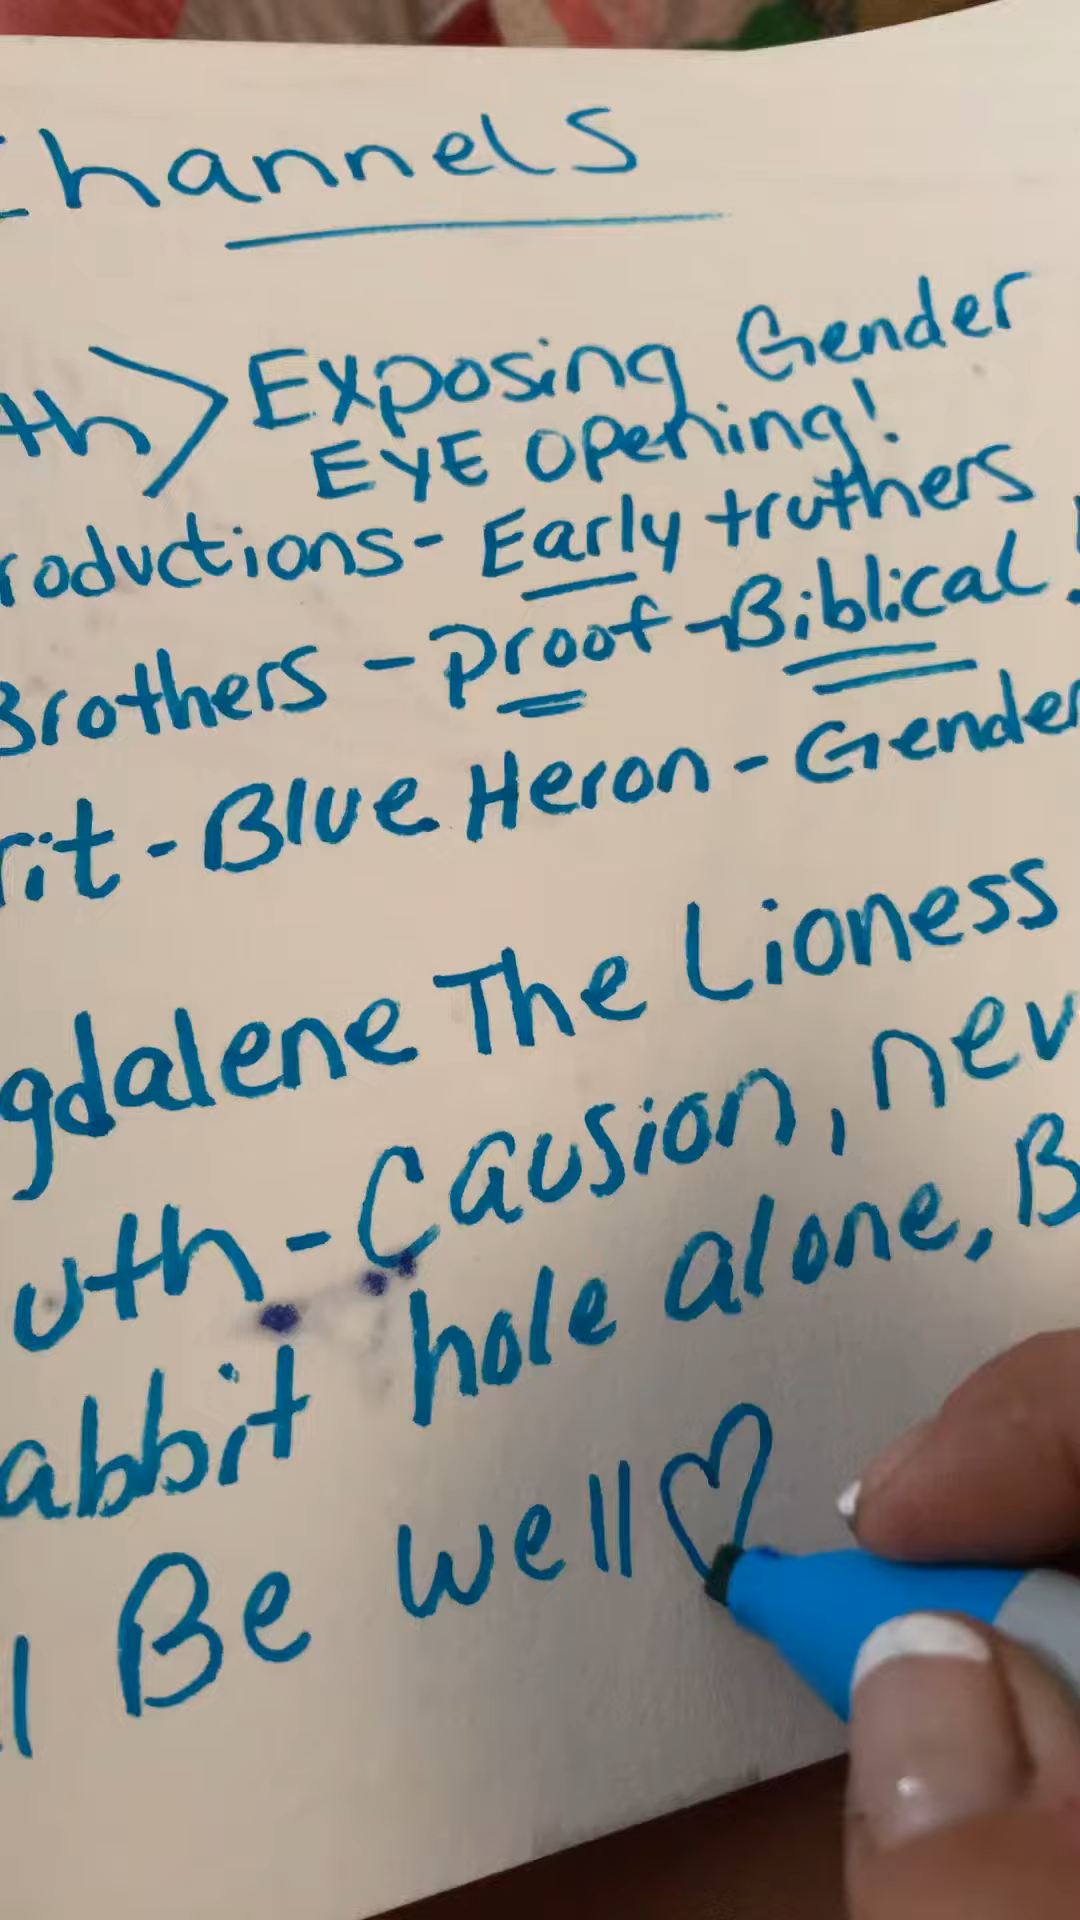 Channels
th > Exposing Gender
EYE opening!
roductions - Early truthers
Brothers - Proof - Biblical!
rit - Blue Heron - Gender
gdalene The Lioness
uth - Causion, nev
abbit hole alone, B
l Be well ♡